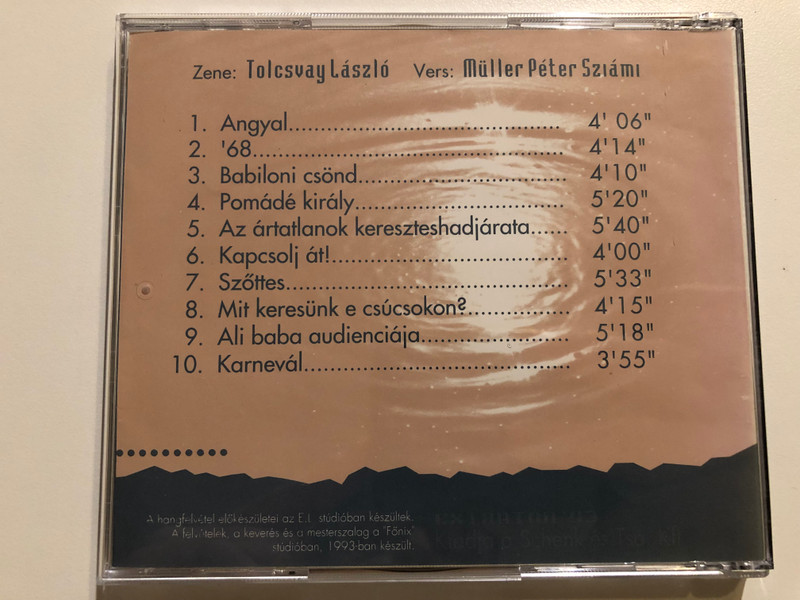 Zene: Tolcsvay László Vers: Müller Péter Sziámi
1. Angyal.......................................... 4' 06"
2. '68................................................ 4'14"
3. Babiloni csönd................................ 4'10"
4. Pomádé király................................ 5'20"
5. Az ártatlanok kereszteshadjárata...... 5'40"
6. Kapcsolj át!.................................... 4'00"
7. Szőttes........................................... 5'33"
8. Mit keresünk e csúcsokon?................ 4'15"
9. Ali baba audienciája....................... 5'18"
10. Karnevál......................................... 3'55"
A hangfelvétel előkészületei az E.I. stúdióban készültek.
A felvételek, a keverés és a mesterszalag a "Főnix"
stúdióban, 1993-ban készült.